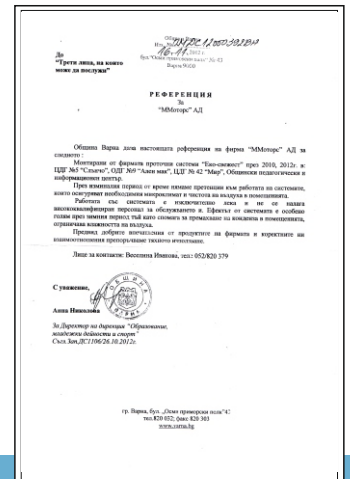 До
"Трети лица, на които
може да послужи"
РЕФЕРЕНЦИЯ
За
"ММоторс" АД
Община Варна дава настоящата референция на фирма "ММоторс" АД за
следното :
Монтирани от фирмата проточни система "Еко-свежест" през 2010, 2012г. в:
ЦДГ №5 "Слънчо", ОДГ №9 "Ален мак", ЦДГ № 42 "Мир", Общински педагогически и
информационен център.
През изминалия период от време нямаме претенции към работата на системите,
които осигуряват необходимия микроклимат и чистота на въздуха в помещенията.
Работата със системата е изключително лека и не се налага
висококвалифициран персонал за обслужването и. Ефектът от системата е особено
голям през зимния период тъй като спомага за премахване на конденза в помещенията,
ограничава влажността на въздуха.
Предвид добрите впечатления от продуктите на фирмата и коректните ни
взаимоотношения препоръчваме тяхното използване.
Лице за контакти: Веселина Иванова, тел.: 052/820 379
С уважение,
Анна Николова
За Директор на дирекция "Образование,
младежки дейности и спорт"
Съгл.Зап.ДС1106/26.10.2012г.
гр. Варна, бул. „Осми приморски полк"
тел.820 052; факс 820 303
www.varna.bg